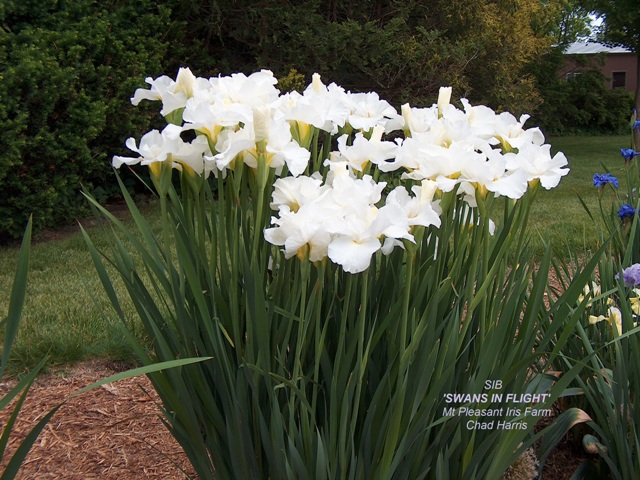 SIB
'SWANS IN FLIGHT'
Mt Pleasant Iris Farm
Chad Harris